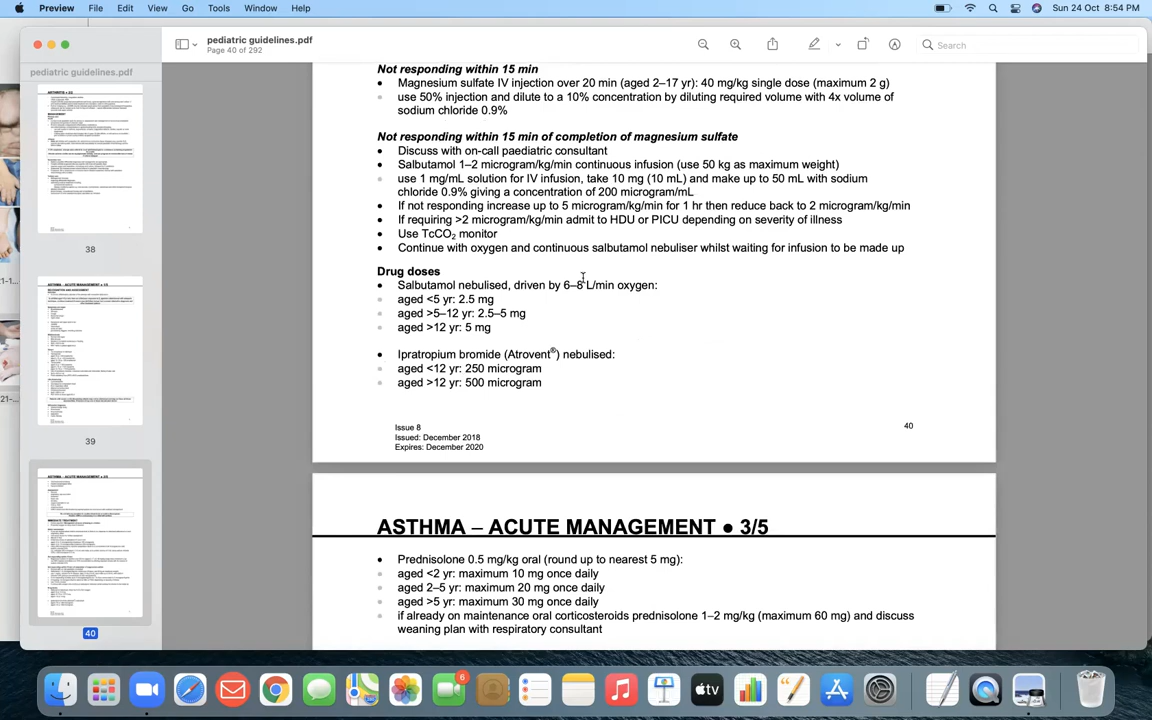 Preview File Edit View Go Tools Window Help Sun 24 Oct 8:54 PM
pediatric guidelines.pdf
Page 40 of 292
Search
pediatric guidelines.pdf
38
39
40
Not responding within 15 min
• Magnesium sulfate IV injection over 20 min (aged 2–17 yr): 40 mg/kg single dose (maximum 2 g)
use 50% injection and dilute to a 10% concentration by diluting required volume with 4x volume of
sodium chloride 0.9%
Not responding within 15 min of completion of magnesium sulfate
• Discuss with on-call paediatric consultant
• Salbutamol 1–2 microgram/kg/min continuous infusion (use 50 kg as maximum weight)
use 1 mg/mL solution for IV infusion, take 10 mg (10 mL) and make up to 50 mL with sodium
chloride 0.9% giving concentration of 200 microgram/mL
• If not responding increase up to 5 microgram/kg/min for 1 hr then reduce back to 2 microgram/kg/min
• If requiring >2 microgram/kg/min admit to HDU or PICU depending on severity of illness
• Use TcCO2 monitor
• Continue with oxygen and continuous salbutamol nebuliser whilst waiting for infusion to be made up
Drug doses
• Salbutamol nebulised, driven by 6–8 L/min oxygen:
aged <5 yr: 2.5 mg
aged >5–12 yr: 2.5–5 mg
aged >12 yr: 5 mg
• Ipratropium bromide (Atrovent®) nebulised:
aged <12 yr: 250 microgram
aged >12 yr: 500 microgram
Issue 8
Issued: December 2018
Expires: December 2020
40
ASTHMA – ACUTE MANAGEMENT ● 3/5
• Prednisolone 0.5 mg/kg oral (round up to nearest 5 mg):
aged <2 yr: maximum 10 mg once daily
aged 2–5 yr: maximum 20 mg once daily
aged >5 yr: maximum 30 mg once daily
if already on maintenance oral corticosteroids prednisolone 1–2 mg/kg (maximum 60 mg) and discuss
weaning plan with respiratory consultant
6
tv